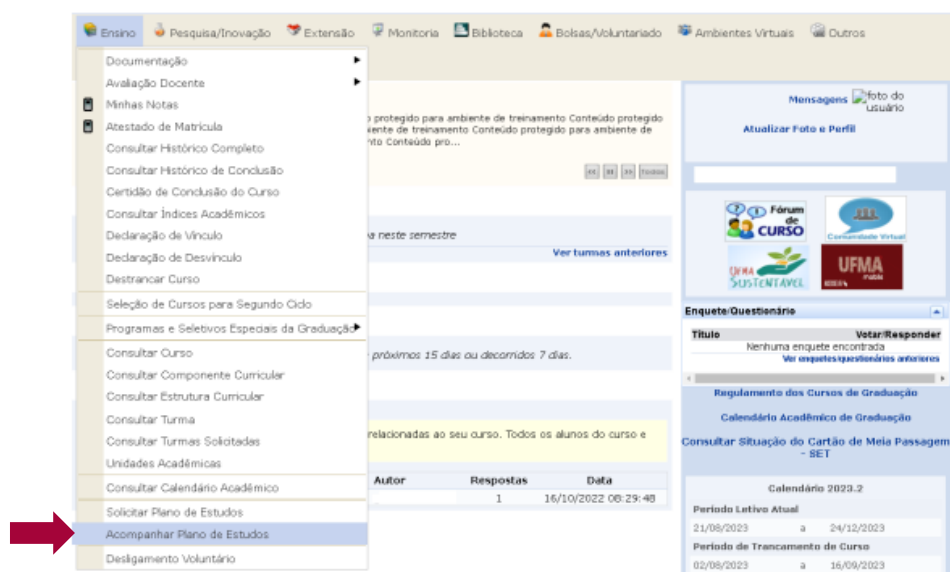 Ensino Pesquisa/Inovação Extensão Monitoria Biblioteca Bolsas/Voluntariado Ambientes Virtuais Outros
Documentação
Avaliação Docente
Minhas Notas
Atestado de Matrícula
Consultar Histórico Completo
Consultar Histórico de Conclusão
Certidão de Conclusão do Curso
Consultar Índices Acadêmicos
Declaração de Vínculo
Declaração de Desvínculo
Destrancar Curso
Seleção de Cursos para Segundo Ciclo
Programas e Seletivos Especiais da Graduação
Consultar Curso
Consultar Componente Curricular
Consultar Estrutura Curricular
Consultar Turma
Consultar Turmas Solicitadas
Unidades Acadêmicas
Consultar Calendário Acadêmico
Solicitar Plano de Estudos
Acompanhar Plano de Estudos
Desligamento Voluntário
protegido para ambiente de treinamento Conteúdo protegido
ambiente de treinamento Conteúdo protegido para ambiente de
Conteúdo pro...
<< >> Todas
neste semestre
Ver turmas anteriores
próximos 15 dias ou decorridos 7 dias.
relacionadas ao seu curso. Todos os alunos do curso e
Autor Respostas Data
1 16/10/2022 08:29:48
Mensagens foto do
usuário
Atualizar Foto e Perfil
Fórum
de
CURSO
Comunidade Virtual
UFMA
SUSTENTÁVEL
UFMA
mobile
Enquete/Questionário
Título Votar/Responder
Nenhuma enquete encontrada
Ver enquetes/questionários anteriores
Regulamento dos Cursos de Graduação
Calendário Acadêmico de Graduação
Consultar Situação do Cartão de Meia Passagem
- SET
Calendário 2023.2
Período Letivo Atual
21/08/2023 a 24/12/2023
Período de Trancamento de Curso
02/08/2023 a 16/09/2023